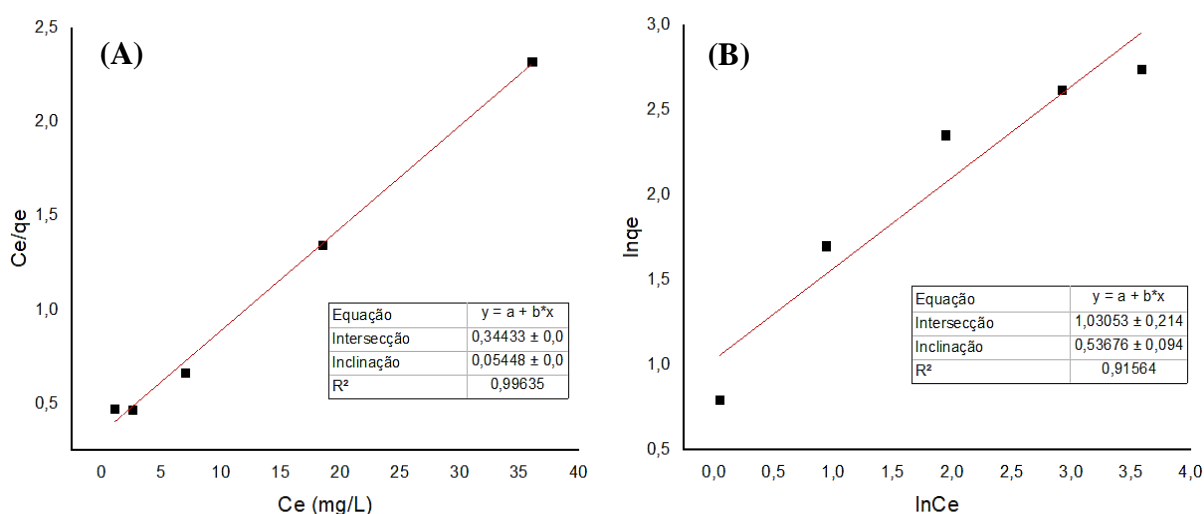 (A)
2,5
2,0
1,5
1,0
0,5
Ce/qe
0 5 10 15 20 25 30 35 40
Ce (mg/L)
Equação y = a + b*x
Intersecção 0,34433 ± 0,0
Inclinação 0,05448 ± 0,0
R² 0,99635
(B)
3,0
2,5
2,0
1,5
1,0
0,5
lnqe
0,0 0,5 1,0 1,5 2,0 2,5 3,0 3,5 4,0
lnCe
Equação y = a + b*x
Intersecção 1,03053 ± 0,214
Inclinação 0,53676 ± 0,094
R² 0,91564